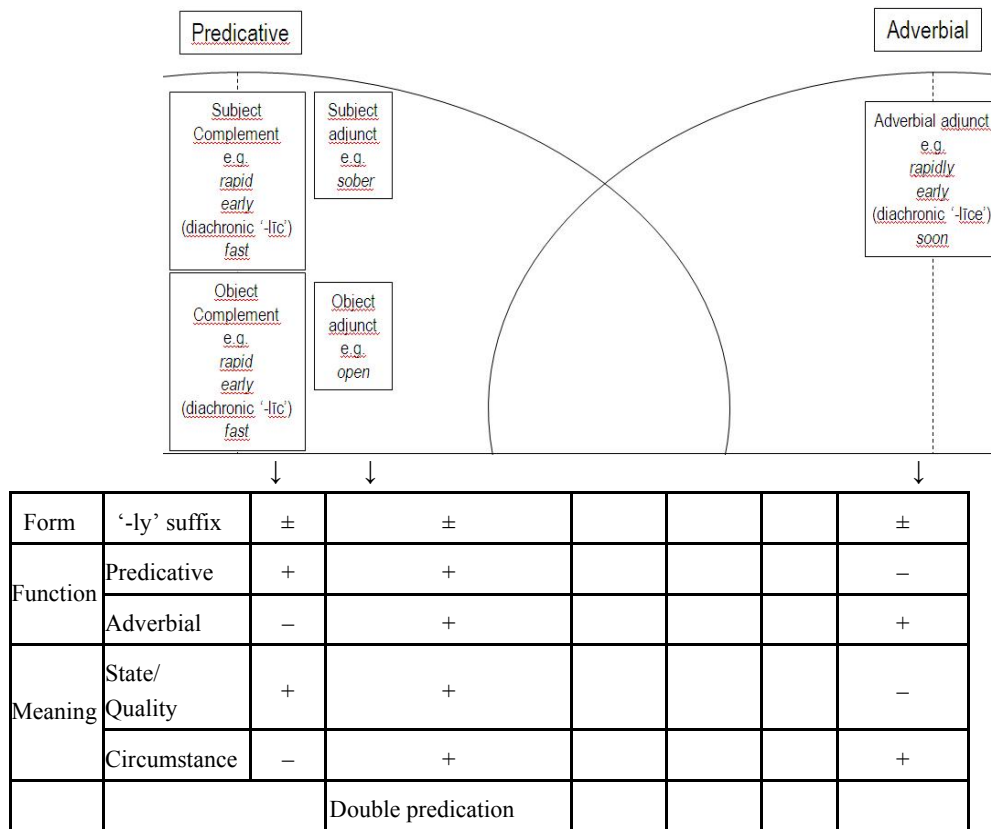 Predicative
Adverbial
Subject
Complement
e.g.
rapid
early
(diachronic ‘-līc’)
fast
Subject
adjunct
e.g.
sober
Adverbial adjunct
e.g.
rapidly
early
(diachronic ‘-līce’)
soon
Object
Complement
e.g.
rapid
early
(diachronic ‘-līc’)
fast
Object
adjunct
e.g.
open
↓ ↓ ↓
Form ‘-ly’ suffix ± ± ±
Function Predicative + + –
Adverbial – + +
Meaning State/
Quality + + –
Circumstance – + +
Double predication